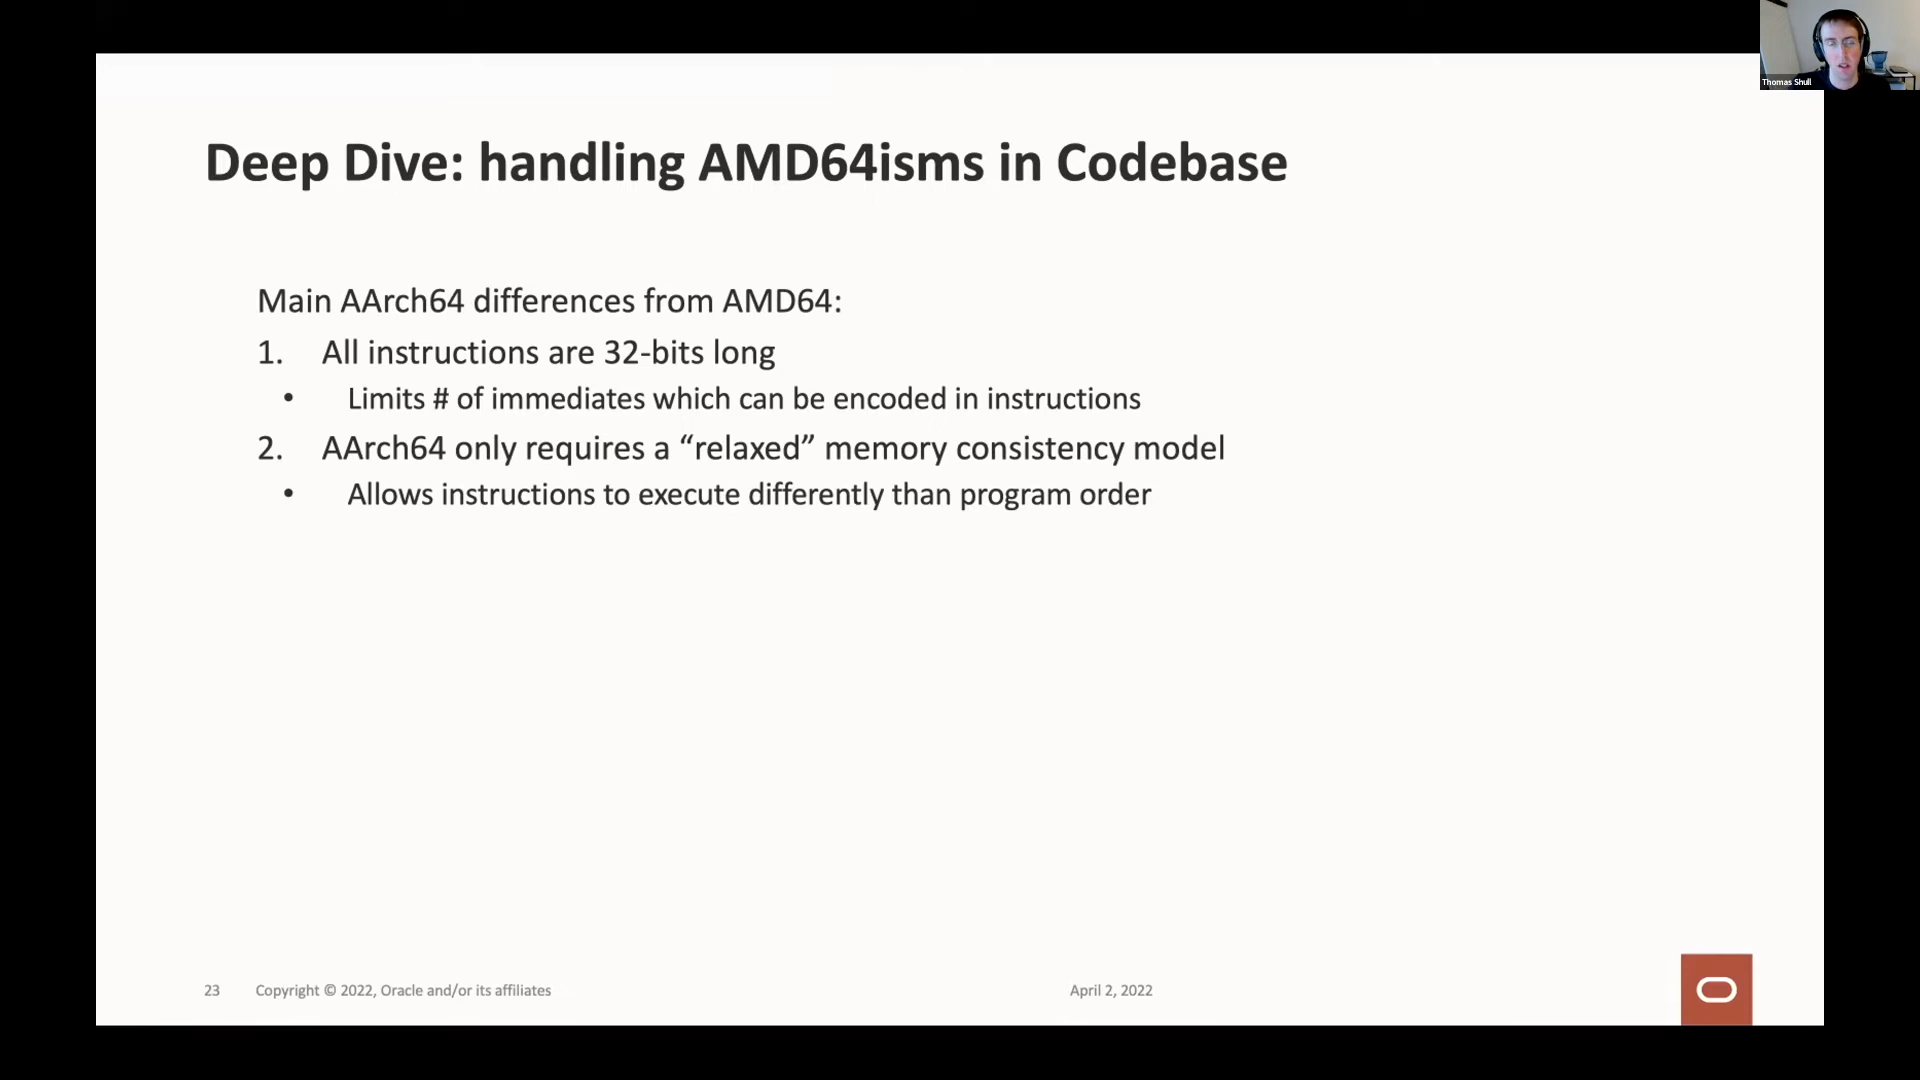 Thomas Shull
Deep Dive: handling AMD64isms in Codebase
Main AArch64 differences from AMD64:
1. All instructions are 32-bits long
• Limits # of immediates which can be encoded in instructions
2. AArch64 only requires a “relaxed” memory consistency model
• Allows instructions to execute differently than program order
23 Copyright © 2022, Oracle and/or its affiliates April 2, 2022